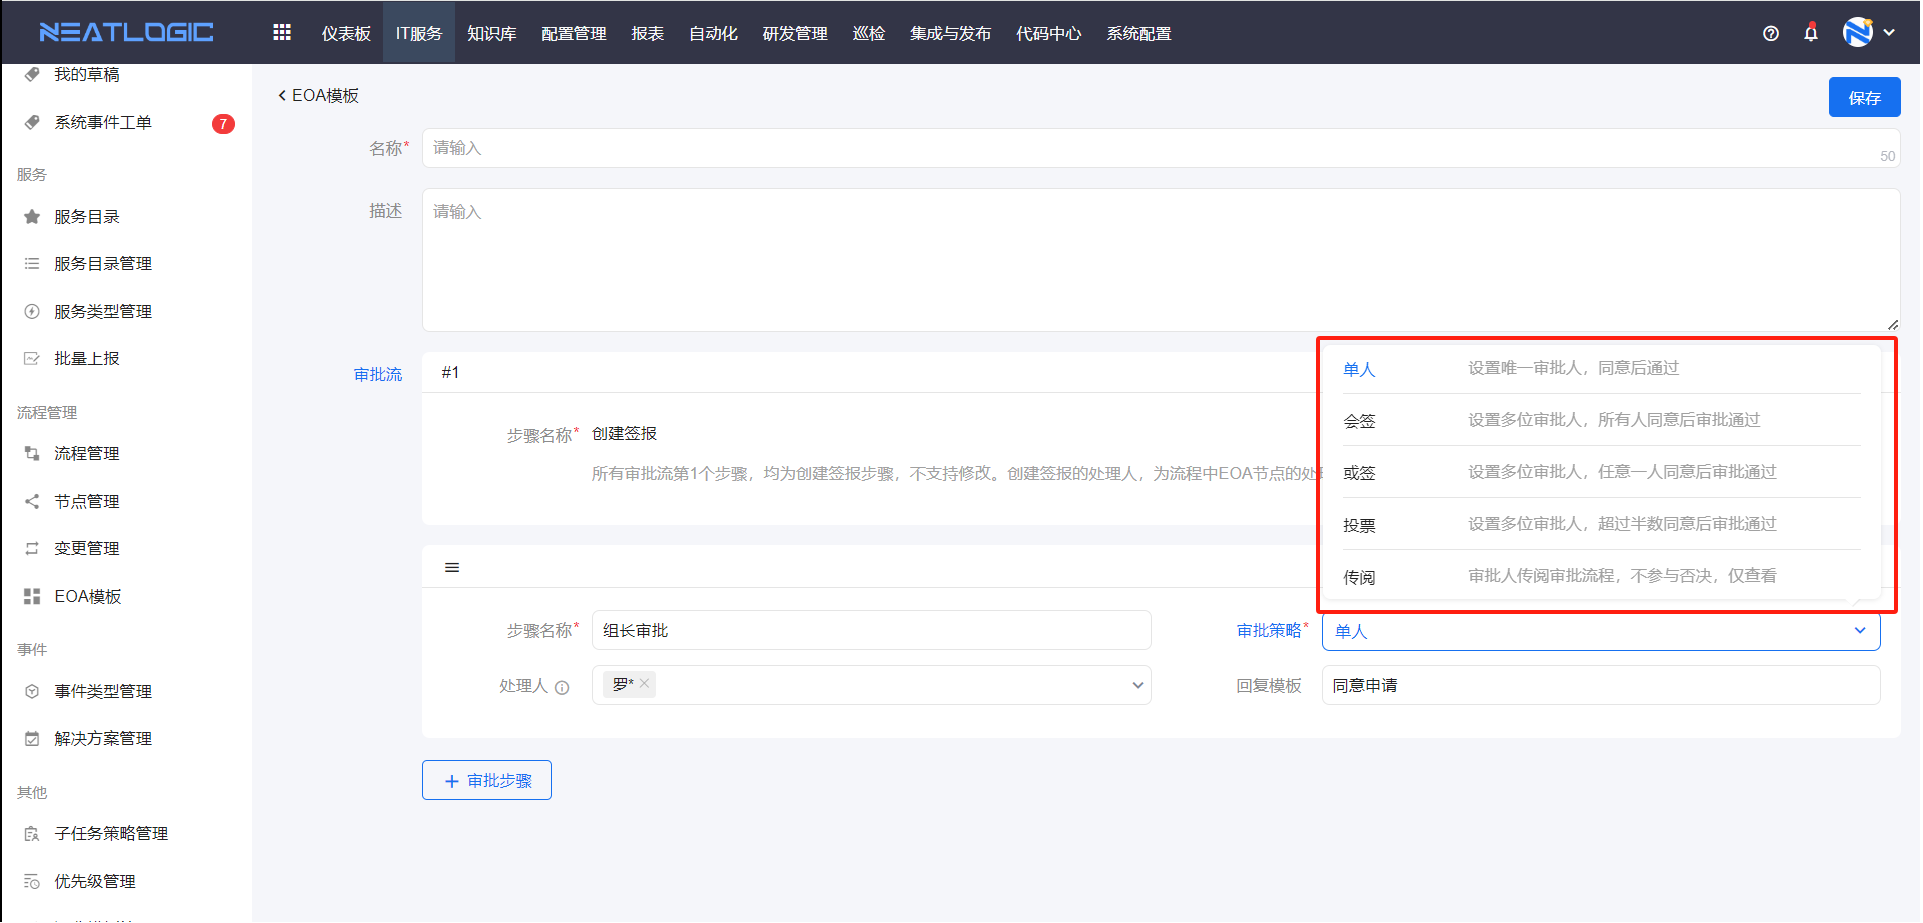 NEATLOGIC
仪表板
IT服务
知识库
配置管理
报表
自动化
研发管理
巡检
集成与发布
代码中心
系统配置
我的草稿
系统事件工单
7
服务
服务目录
服务目录管理
服务类型管理
批量上报
流程管理
流程管理
节点管理
变更管理
EOA模板
事件
事件类型管理
解决方案管理
其他
子任务策略管理
优先级管理
EOA模板
保存
名称*
请输入
50
描述
请输入
审批流
#1
步骤名称*
创建签报
所有审批流第1个步骤，均为创建签报步骤，不支持修改。创建签报的处理人，为流程中EOA节点的处
单人
设置唯一审批人，同意后通过
会签
设置多位审批人，所有人同意后审批通过
或签
设置多位审批人，任意一人同意后审批通过
投票
设置多位审批人，超过半数同意后审批通过
传阅
审批人传阅审批流程，不参与否决，仅查看
步骤名称*
组长审批
审批策略*
单人
处理人
罗*
回复模板
同意申请
审批步骤